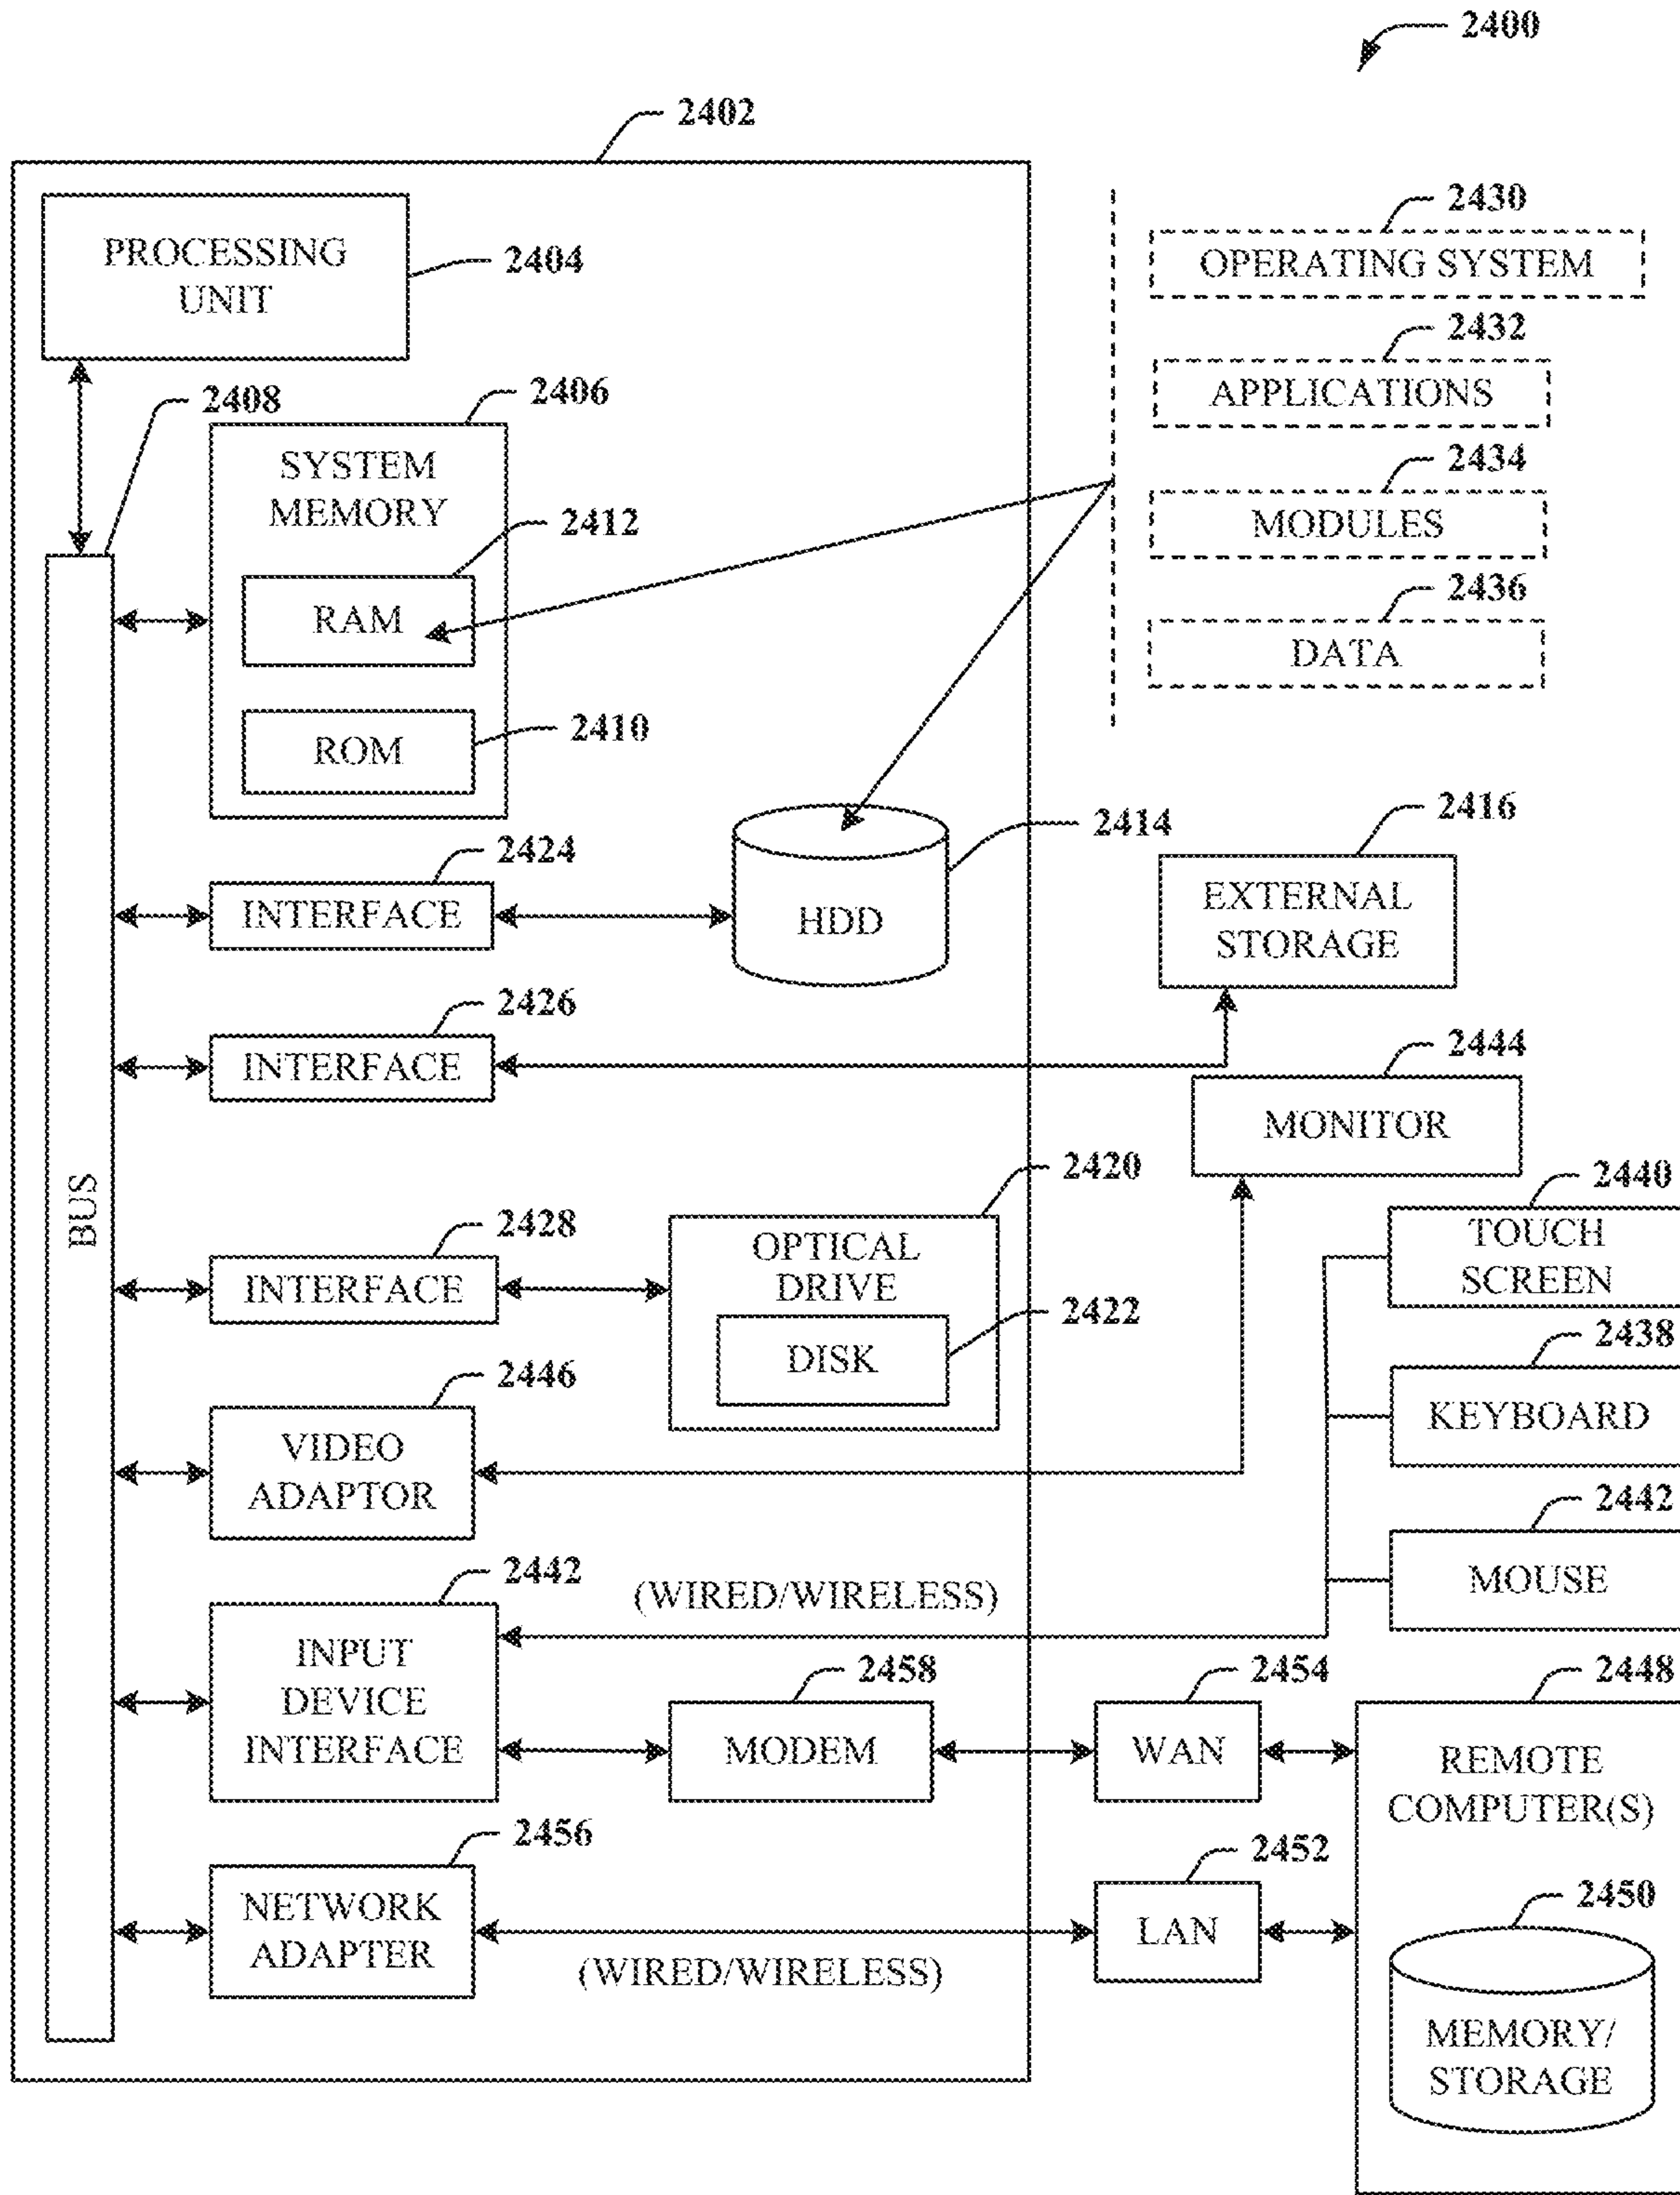 2400
2402
PROCESSING
UNIT
2404
2430
OPERATING SYSTEM
2432
APPLICATIONS
2434
MODULES
2436
DATA
2408
2406
SYSTEM
MEMORY
2412
RAM
2410
ROM
2424
INTERFACE
2414
HDD
2416
EXTERNAL
STORAGE
2426
INTERFACE
2444
MONITOR
BUS
2428
INTERFACE
2420
OPTICAL
DRIVE
2422
DISK
2440
TOUCH
SCREEN
2438
KEYBOARD
2446
VIDEO
ADAPTOR
2442
MOUSE
2442
INPUT
DEVICE
INTERFACE
(WIRED/WIRELESS)
2458
MODEM
2454
WAN
2448
REMOTE
COMPUTER(S)
2456
NETWORK
ADAPTER
(WIRED/WIRELESS)
2452
LAN
2450
MEMORY/
STORAGE